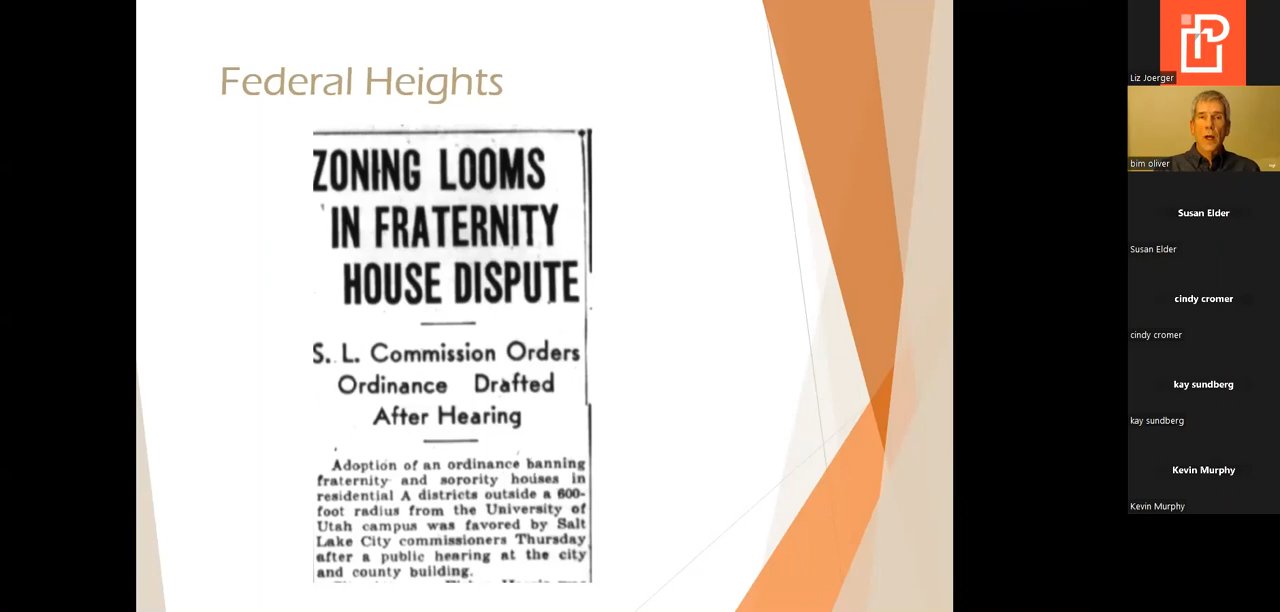 Federal Heights
ZONING LOOMS
IN FRATERNITY
HOUSE DISPUTE
S. L. Commission Orders
Ordinance Drafted
After Hearing
Adoption of an ordinance banning
fraternity and sorority houses in
residential A districts outside a 600-
foot radius from the University of
Utah campus was favored by Salt
Lake City commissioners Thursday
after a public hearing at the city
and county building.
Liz Joerger
bim oliver
Susan Elder
Susan Elder
cindy cromer
cindy cromer
kay sundberg
kay sundberg
Kevin Murphy
Kevin Murphy